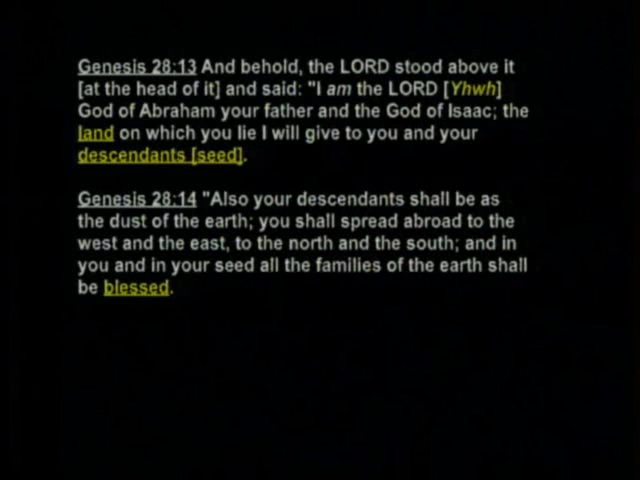 Genesis 28:13 And behold, the LORD stood above it
[at the head of it] and said: "I am the LORD [Yhwh]
God of Abraham your father and the God of Isaac; the
land on which you lie I will give to you and your
descendants [seed].
Genesis 28:14 "Also your descendants shall be as
the dust of the earth; you shall spread abroad to the
west and the east, to the north and the south; and in
you and in your seed all the families of the earth shall
be blessed.